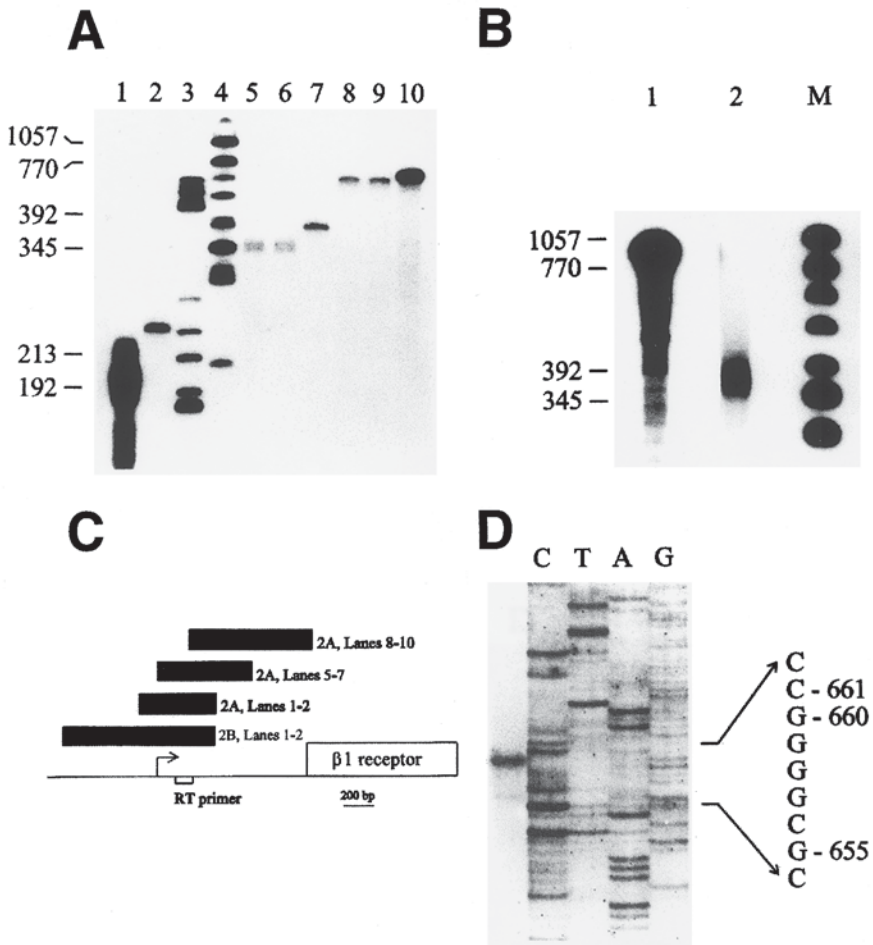 A
1 2 3 4 5 6 7 8 9 10
1057
770
392
345
213
192
B
1 2 M
1057
770
392
345
C
2A, Lanes 8-10
2A, Lanes 5-7
2A, Lanes 1-2
2B, Lanes 1-2
β1 receptor
RT primer
200 bp
D
C T A G
C
C - 661
G - 660
G
G
G
C
G - 655
C